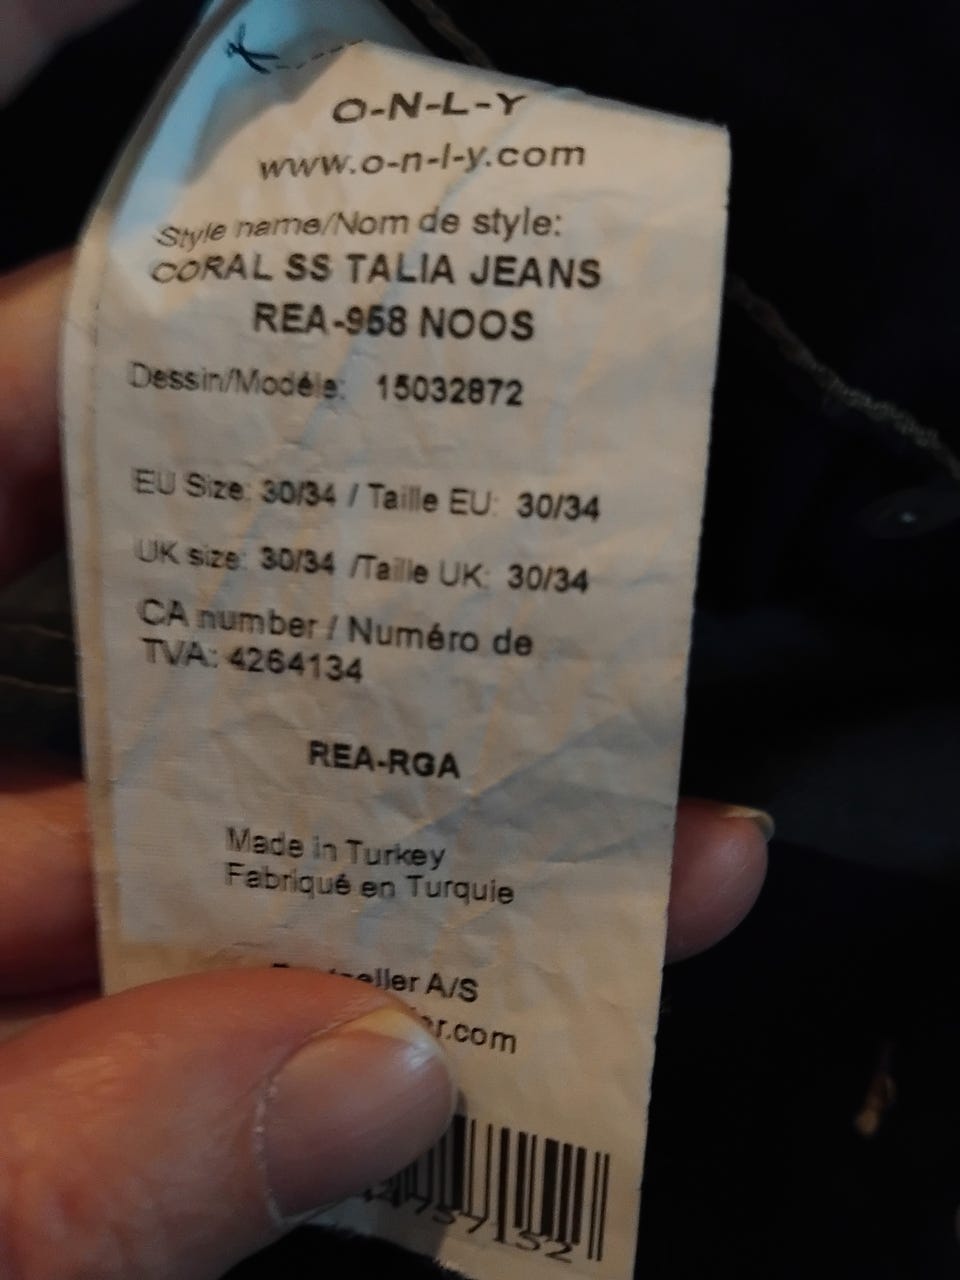 O-N-L-Y
www.o-n-l-y.com
Style name/Nom de style:
CORAL SS TALIA JEANS
REA-958 NOOS
Dessin/Modéle: 15032872
EU Size: 30/34 / Taille EU: 30/34
UK size: 30/34 /Taille UK: 30/34
CA number / Numéro de
TVA: 4264134
REA-RGA
Made in Turkey
Fabriqué en Turquie
A/S